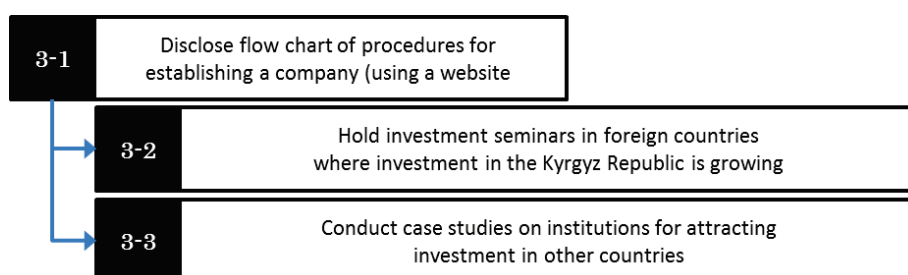 3-1
Disclose flow chart of procedures for
establishing a company (using a website
3-2
Hold investment seminars in foreign countries
where investment in the Kyrgyz Republic is growing
3-3
Conduct case studies on institutions for attracting
investment in other countries